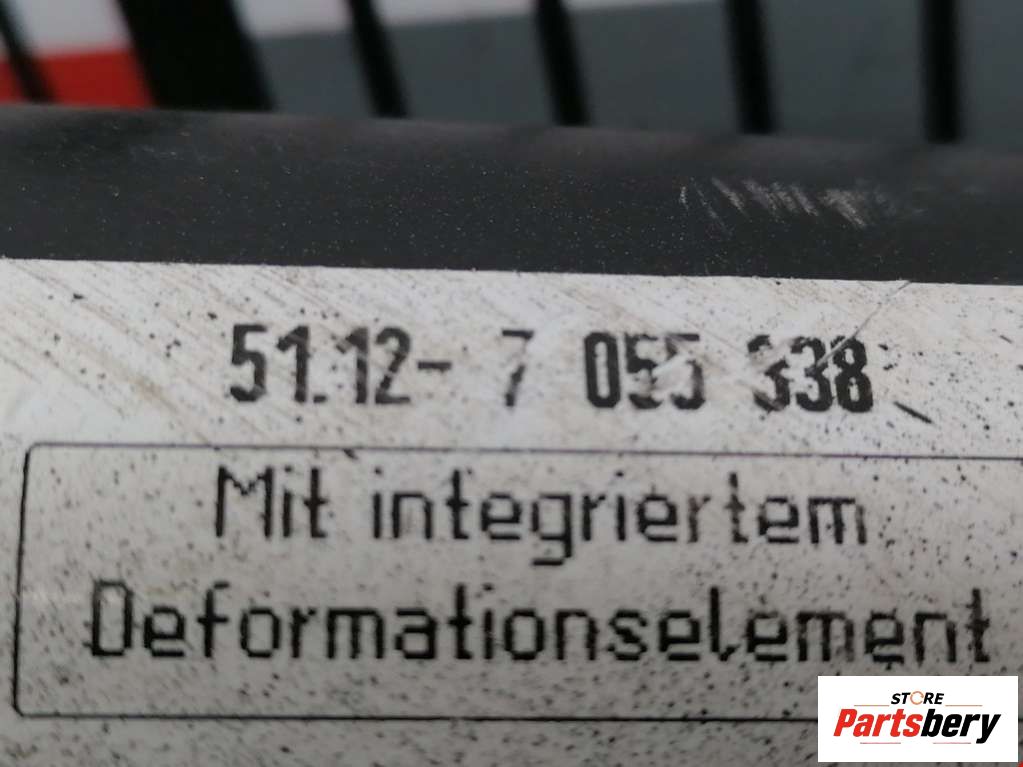 51.12- 7 055 338
Mit integriertem
Deformationselement
STORE
Partsbery